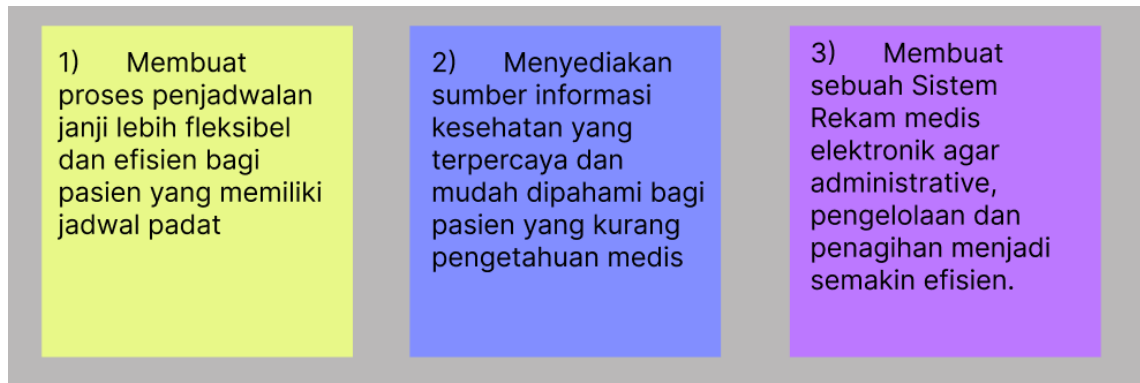 1) Membuat
proses penjadwalan
janji lebih fleksibel
dan efisien bagi
pasien yang memiliki
jadwal padat
2) Menyediakan
sumber informasi
kesehatan yang
terpercaya dan
mudah dipahami bagi
pasien yang kurang
pengetahuan medis
3) Membuat
sebuah Sistem
Rekam medis
elektronik agar
administrative,
pengelolaan dan
penagihan menjadi
semakin efisien.